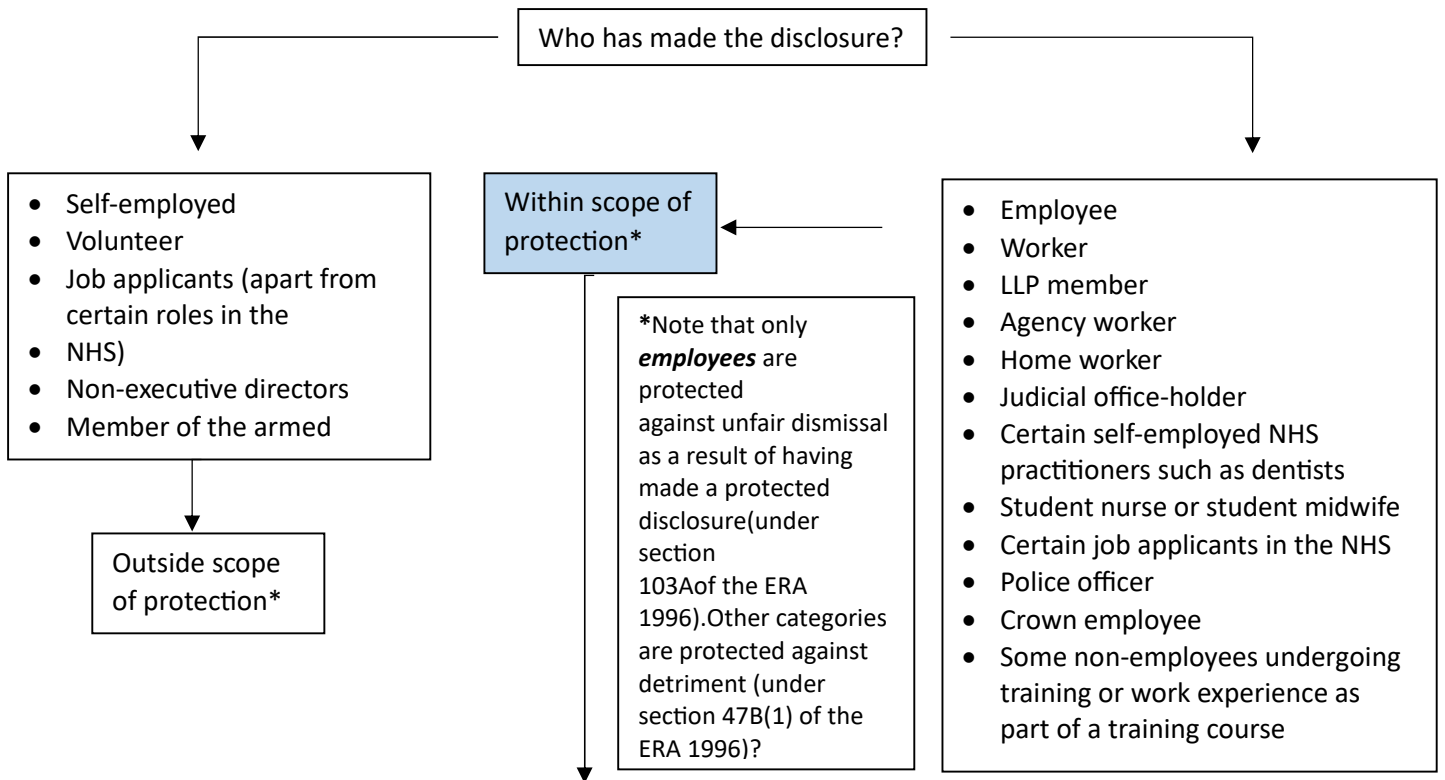 Who has made the disclosure?
• Self-employed
• Volunteer
• Job applicants (apart from
certain roles in the
• NHS)
• Non-executive directors
• Member of the armed
Outside scope
of protection*
Within scope of
protection*
*Note that only
employees are
protected
against unfair dismissal
as a result of having
made a protected
disclosure(under
section
103Aof the ERA
1996).Other categories
are protected against
detriment (under
section 47B(1) of the
ERA 1996)?
• Employee
• Worker
• LLP member
• Agency worker
• Home worker
• Judicial office-holder
• Certain self-employed NHS
practitioners such as dentists
• Student nurse or student midwife
• Certain job applicants in the NHS
• Police officer
• Crown employee
• Some non-employees undergoing
training or work experience as
part of a training course